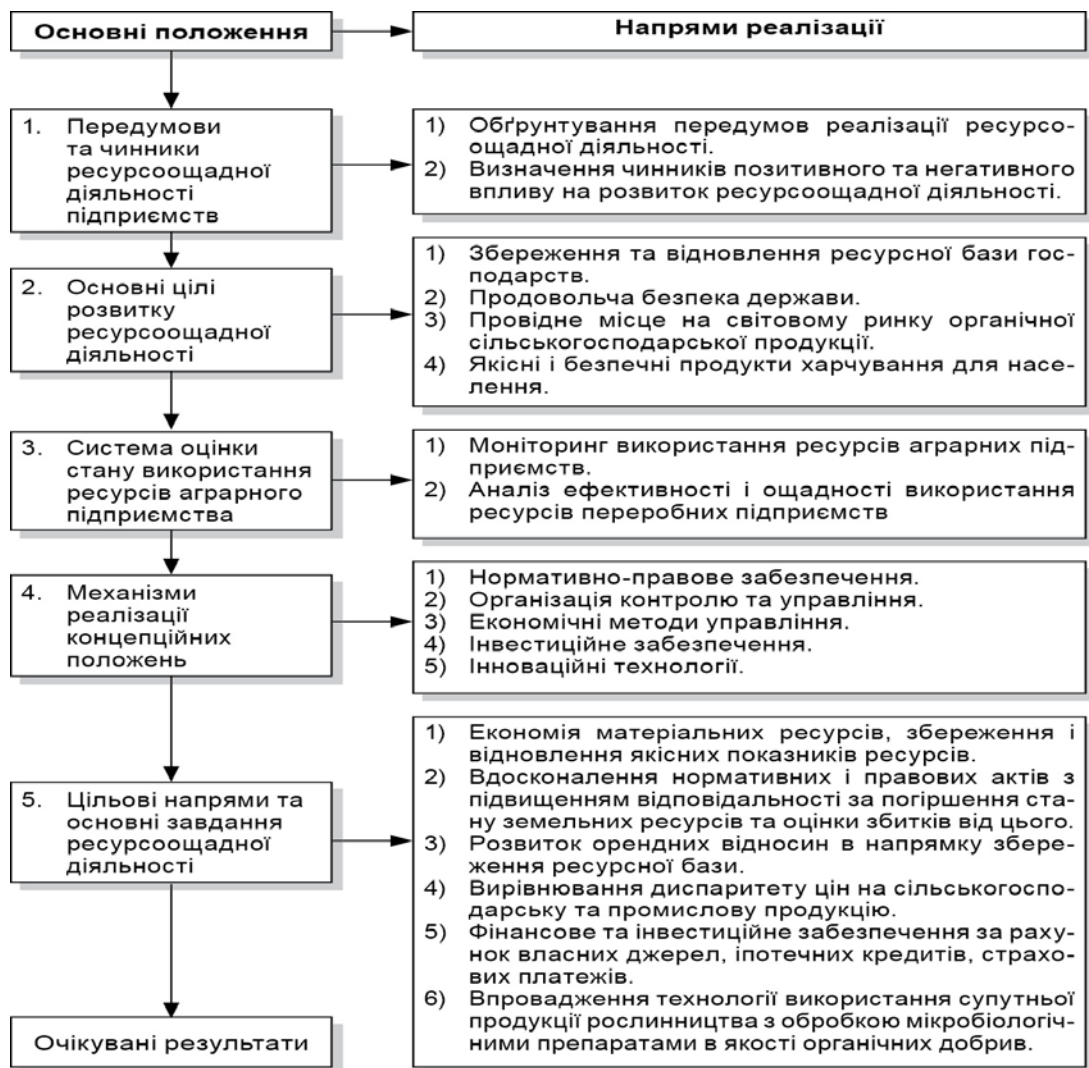 Основні положення
Напрями реалізації
1. Передумови
та чинники
ресурсоощадної
діяльності
підприємств
1) Обґрунтування передумов реалізації ресурсо-
ощадної діяльності.
2) Визначення чинників позитивного та негативного
впливу на розвиток ресурсоощадної діяльності.
2. Основні цілі
розвитку
ресурсоощадної
діяльності
1) Збереження та відновлення ресурсної бази гос-
подарств.
2) Продовольча безпека держави.
3) Провідне місце на світовому ринку органічної
сільськогосподарської продукції.
4) Якісні і безпечні продукти харчування для насе-
лення.
3. Система оцінки
стану використання
ресурсів аграрного
підприємства
1) Моніторинг використання ресурсів аграрних під-
приємств.
2) Аналіз ефективності і ощадності використання
ресурсів переробних підприємств
4. Механізми
реалізації
концепційних
положень
1) Нормативно-правове забезпечення.
2) Організація контролю та управління.
3) Економічні методи управління.
4) Інвестиційне забезпечення.
5) Інноваційні технології.
5. Цільові напрями та
основні завдання
ресурсоощадної
діяльності
1) Економія матеріальних ресурсів, збереження і
відновлення якісних показників ресурсів.
2) Вдосконалення нормативних і правових актів з
підвищенням відповідальності за погіршення ста-
ну земельних ресурсів та оцінки збитків від цього.
3) Розвиток орендних відносин в напрямку збере-
ження ресурсної бази.
4) Вирівнювання диспаритету цін на сільськогоспо-
дарську та промислову продукцію.
5) Фінансове та інвестиційне забезпечення за раху-
нок власних джерел, іпотечних кредитів, страхо-
вих платежів.
6) Впровадження технології використання супутньої
продукції рослинництва з обробкою мікробіологіч-
ними препаратами в якості органічних добрив.
Очікувані результати